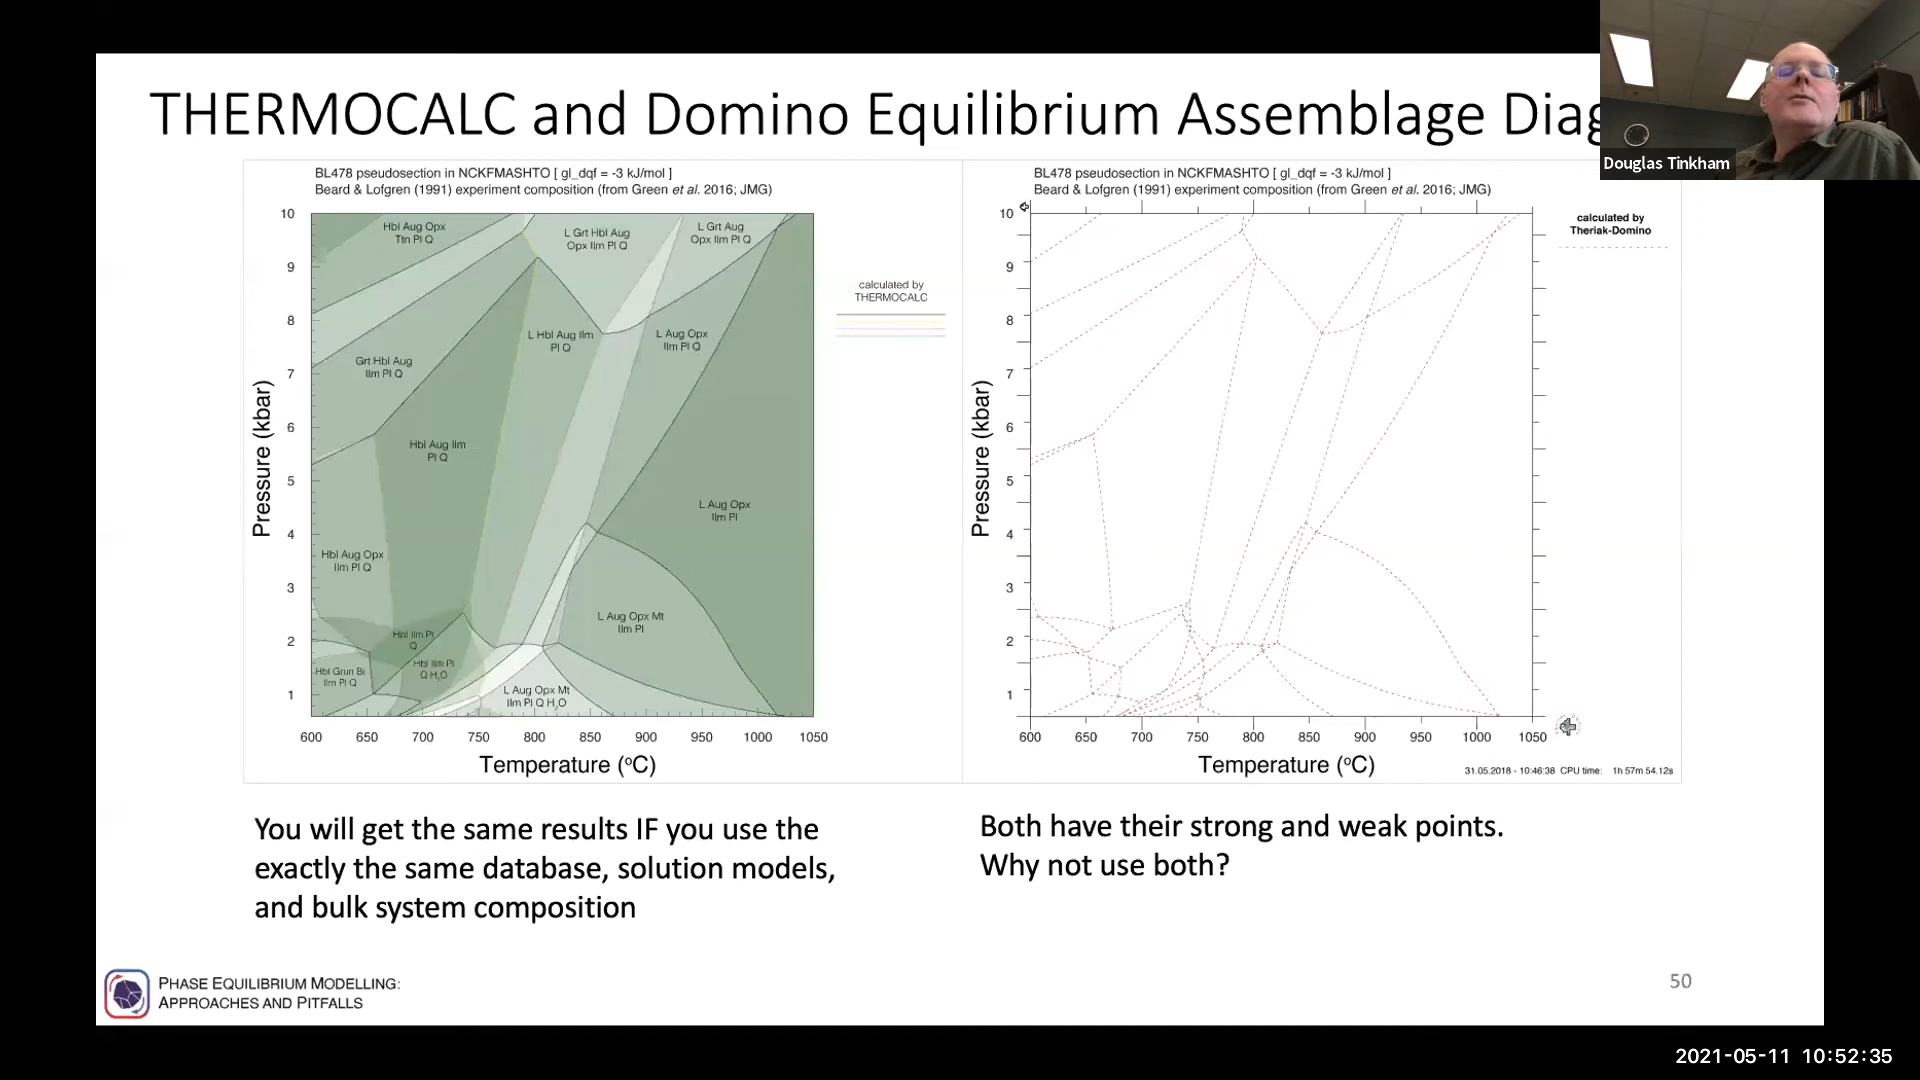 THERMOCALC and Domino Equilibrium Assemblage Diag
Douglas Tinkham
BL478 pseudosection in NCKFMASHTO [ gl_dqf = -3 kJ/mol ]
Beard & Lofgren (1991) experiment composition (from Green et al. 2016; JMG)
Hbl Aug Opx
Ttn Pl Q
L Grt Hbl Aug
Opx Ilm Pl Q
L Grt Aug
Opx Ilm Pl Q
L Hbl Aug Ilm
Pl Q
L Aug Opx
Ilm Pl Q
Grt Hbl Aug
Ilm Pl Q
Hbl Aug Ilm
Pl Q
L Aug Opx
Ilm Pl
Hbl Aug Opx
Ilm Pl Q
L Aug Opx Mt
Ilm Pl
Hbl Ilm Pl
Q
Hbl Ilm Pl
Q H2O
Hbl Grun Bi
Ilm Pl Q
L Aug Opx Mt
Ilm Pl Q H2O
10
9
8
7
6
5
4
3
2
1
Pressure (kbar)
600 650 700 750 800 850 900 950 1000 1050
Temperature (oC)
calculated by
THERMOCALC
BL478 pseudosection in NCKFMASHTO [ gl_dqf = -3 kJ/mol ]
Beard & Lofgren (1991) experiment composition (from Green et al. 2016; JMG)
10
9
8
7
6
5
4
3
2
1
Pressure (kbar)
600 650 700 750 800 850 900 950 1000 1050
Temperature (oC)
calculated by
Theriak-Domino
31.05.2018 - 10:46:38 CPU time: 1h 57m 54.12s
You will get the same results IF you use the
exactly the same database, solution models,
and bulk system composition
Both have their strong and weak points.
Why not use both?
PHASE EQUILIBRIUM MODELLING:
APPROACHES AND PITFALLS
50
2021-05-11 10:52:35